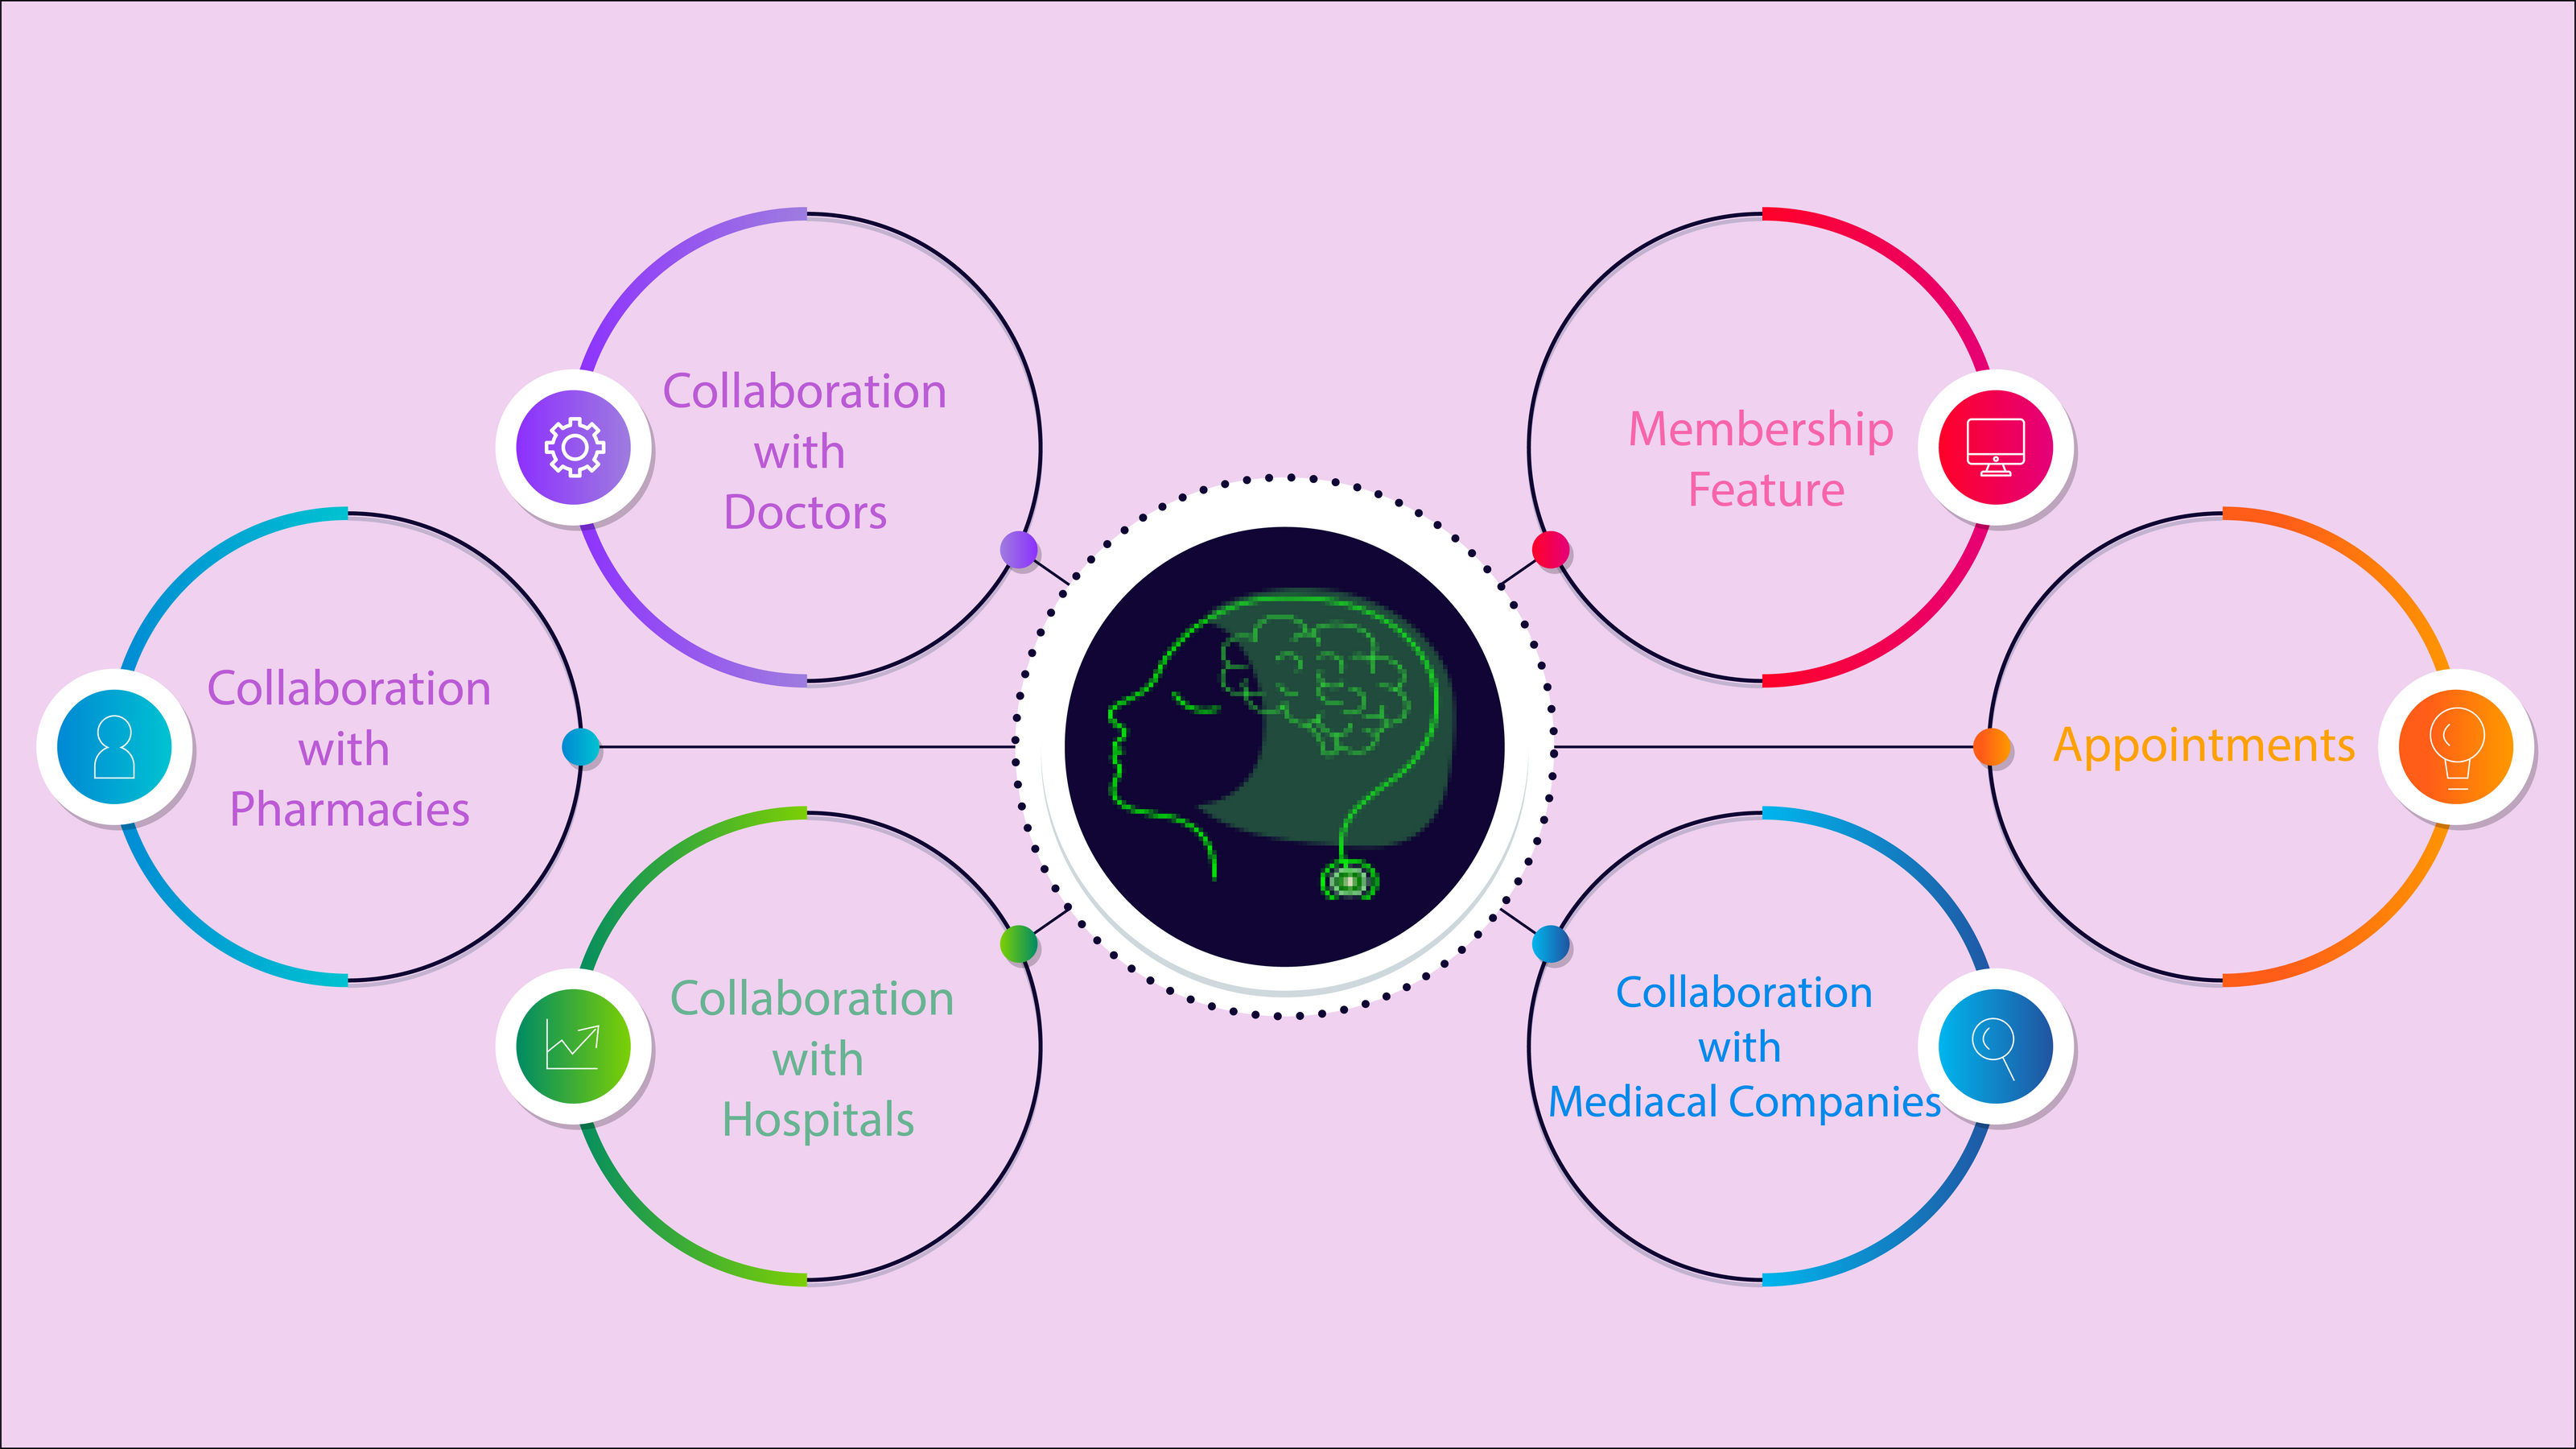 Collaboration
with
Doctors
Membership
Feature
Collaboration
with
Pharmacies
Appointments
Collaboration
with
Hospitals
Collaboration
with
Mediacal Companies